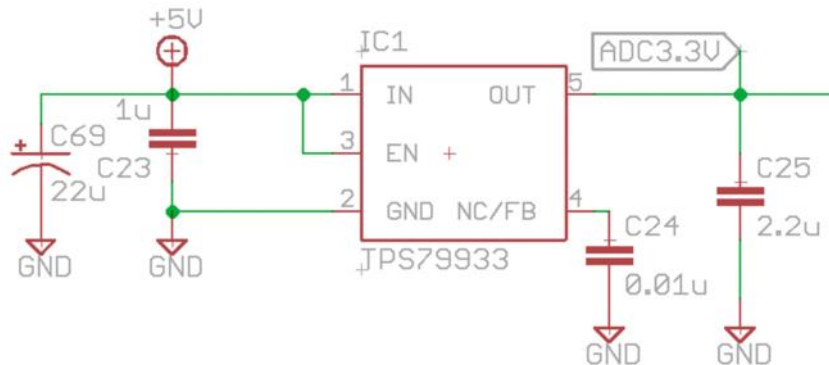 +5V
IC1
ADC3.3V
1
IN
OUT
5
1u
C69
3
EN
C23
22u
2
GND
NC/FB
4
C25
C24
2.2u
GND
GND
TPS79933
0.01u
GND
GND